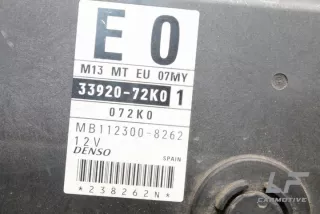 E 0
M13 MT EU 07MY
33920-72K0 1
072K0
MB112300-8262
12V
DENSO
SPAIN
*238262N*
LF
CARMOTIVE